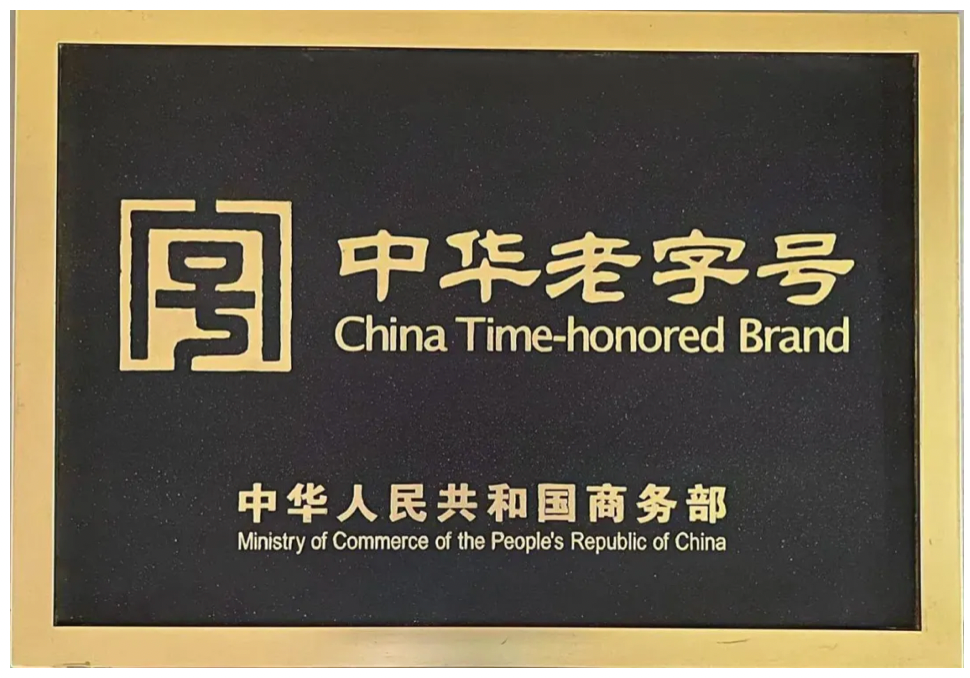 中华老字号
China Time-honored Brand
中华人民共和国商务部
Ministry of Commerce of the People's Republic of China